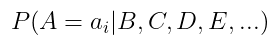 P(A = a_i|B, C, D, E, ...)